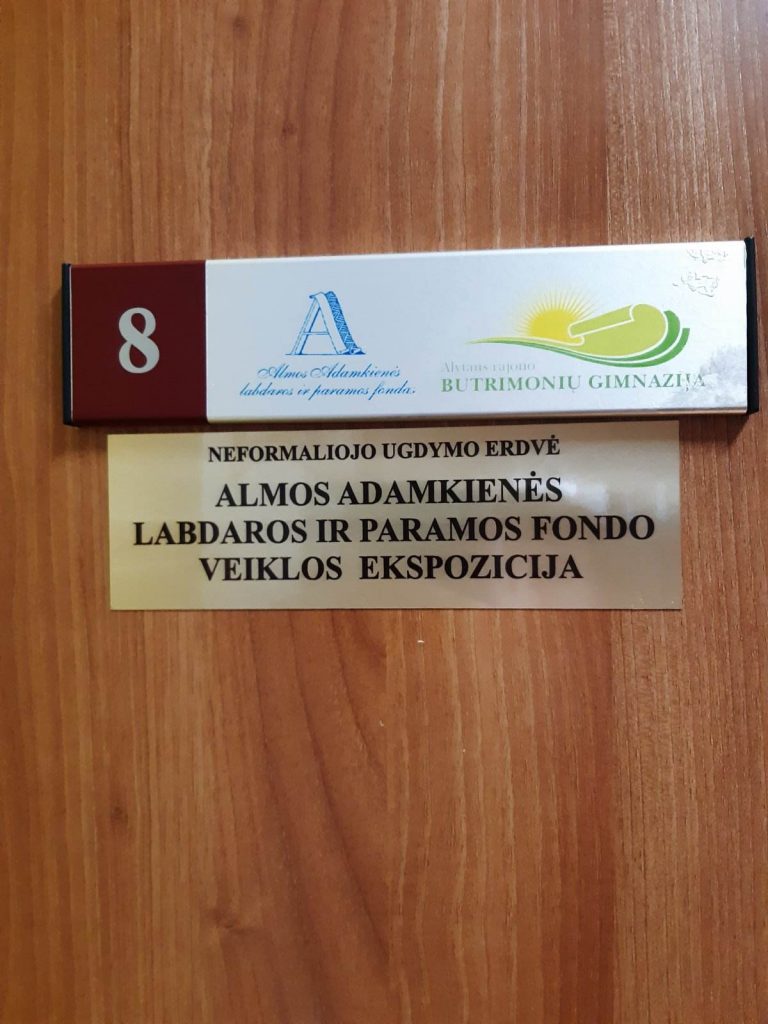 8
A
Almos Adamkienės
labdaros ir paramos fonda.
Alytaus rajono
BUTRIMONIŲ GIMNAZIJA
NEFORMALIOJO UGDYMO ERDVĖ
ALMOS ADAMKIENĖS
LABDAROS IR PARAMOS FONDO
VEIKLOS EKSPOZICIJA